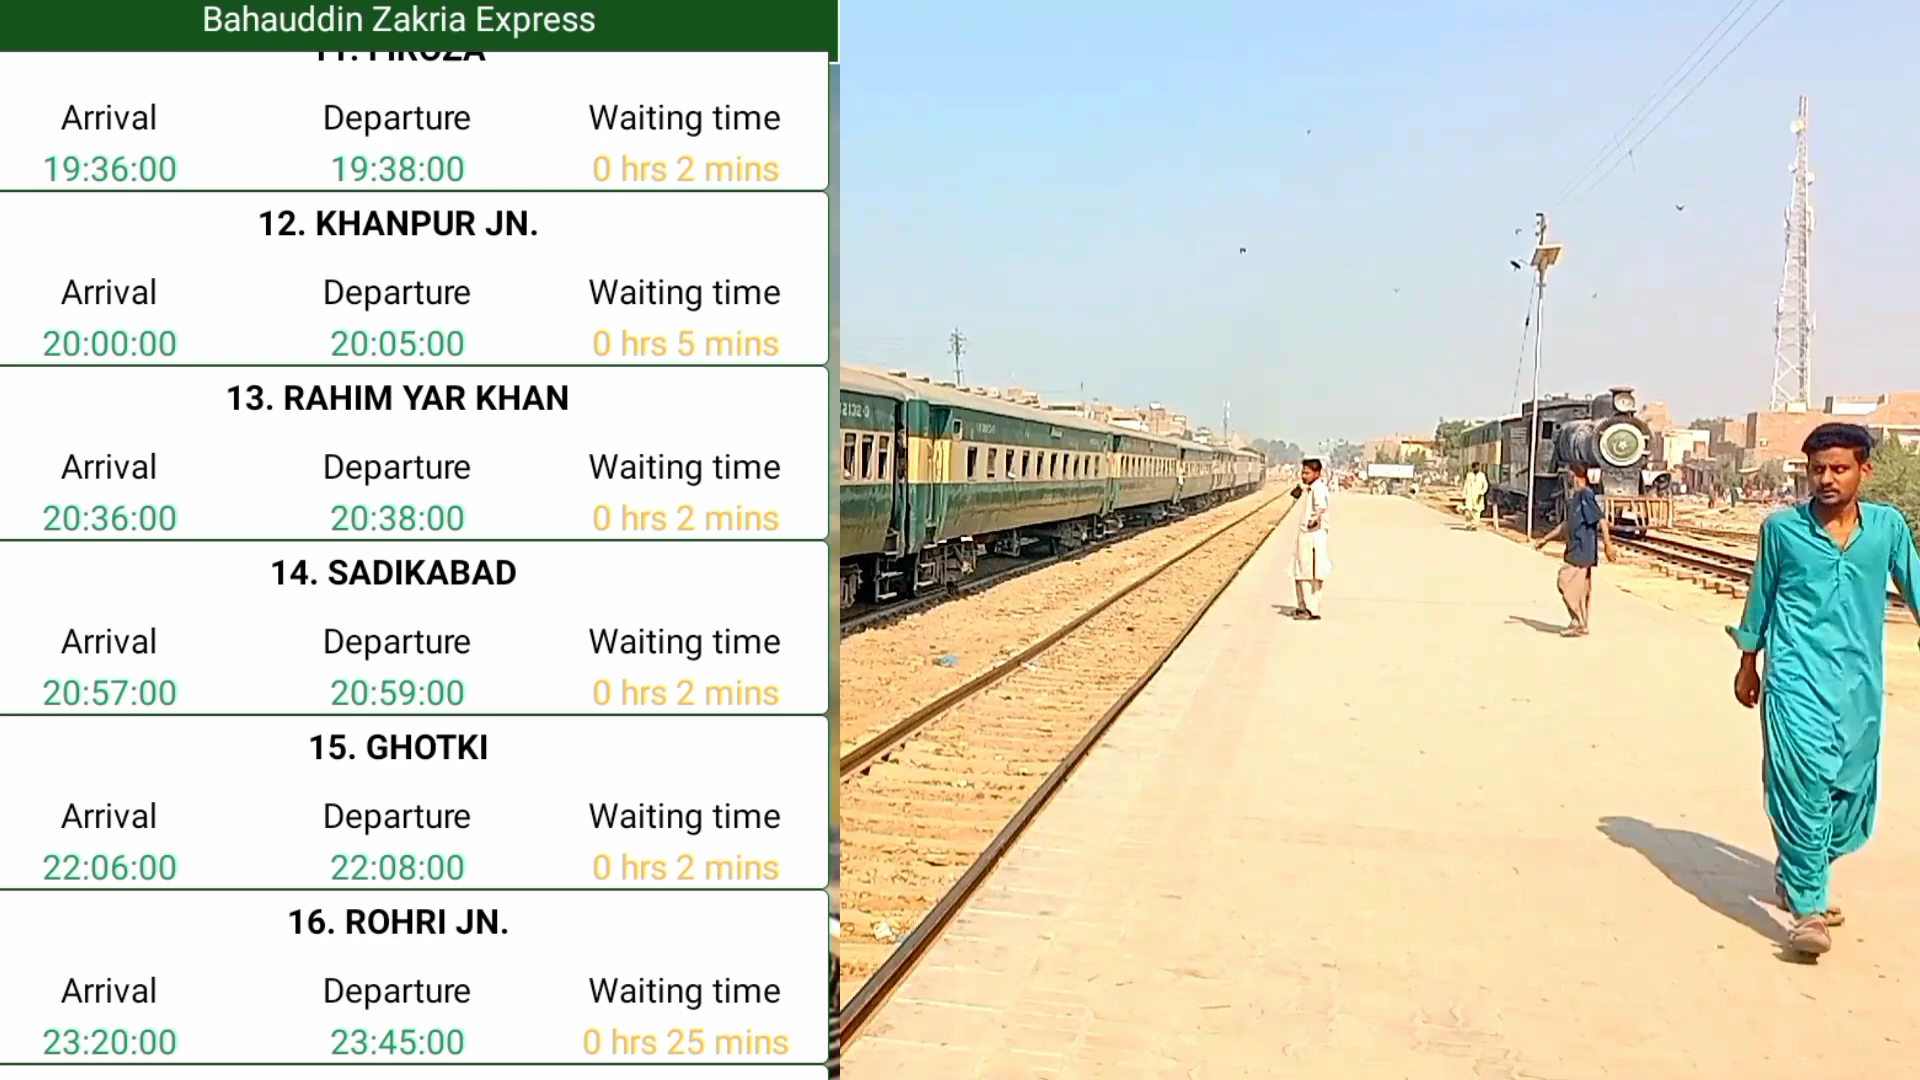 Bahauddin Zakria Express
11. FIROZA
Arrival Departure Waiting time
19:36:00 19:38:00 0 hrs 2 mins
12. KHANPUR JN.
Arrival Departure Waiting time
20:00:00 20:05:00 0 hrs 5 mins
13. RAHIM YAR KHAN
Arrival Departure Waiting time
20:36:00 20:38:00 0 hrs 2 mins
14. SADIKABAD
Arrival Departure Waiting time
20:57:00 20:59:00 0 hrs 2 mins
15. GHOTKI
Arrival Departure Waiting time
22:06:00 22:08:00 0 hrs 2 mins
16. ROHRI JN.
Arrival Departure Waiting time
23:20:00 23:45:00 0 hrs 25 mins